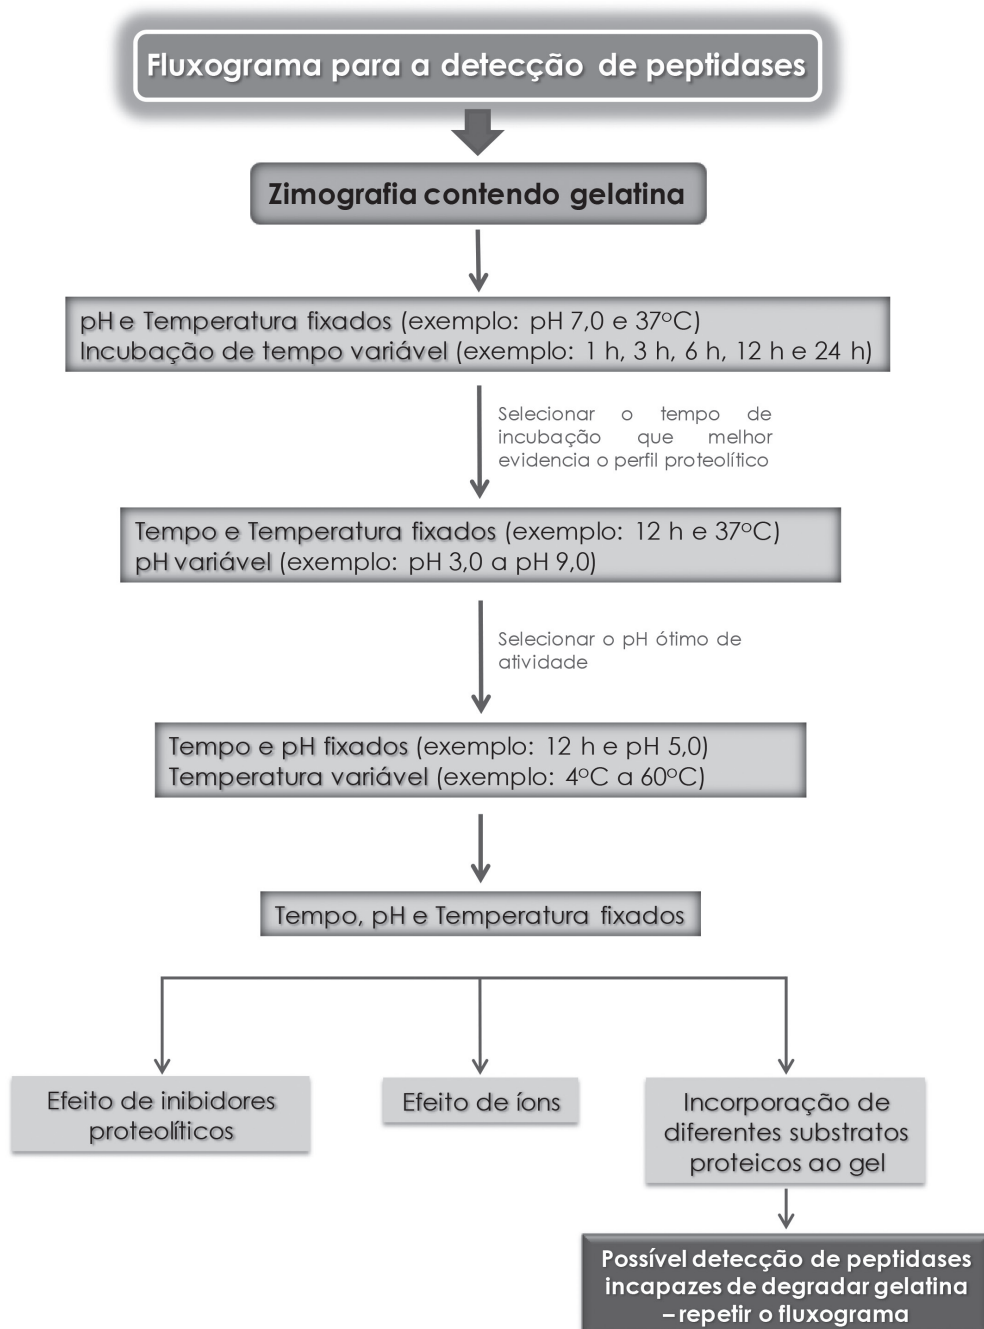 Fluxograma para a detecção de peptidases
Zimografia contendo gelatina
pH e Temperatura fixados (exemplo: pH 7,0 e 37ºC)
Incubação de tempo variável (exemplo: 1 h, 3 h, 6 h, 12 h e 24 h)
Selecionar o tempo de
incubação que melhor
evidencia o perfil proteolítico
Tempo e Temperatura fixados (exemplo: 12 h e 37ºC)
pH variável (exemplo: pH 3,0 a pH 9,0)
Selecionar o pH ótimo de
atividade
Tempo e pH fixados (exemplo: 12 h e pH 5,0)
Temperatura variável (exemplo: 4ºC a 60ºC)
Tempo, pH e Temperatura fixados
Efeito de inibidores
proteolíticos
Efeito de íons
Incorporação de
diferentes substratos
proteicos ao gel
Possível detecção de peptidases
incapazes de degradar gelatina
– repetir o fluxograma